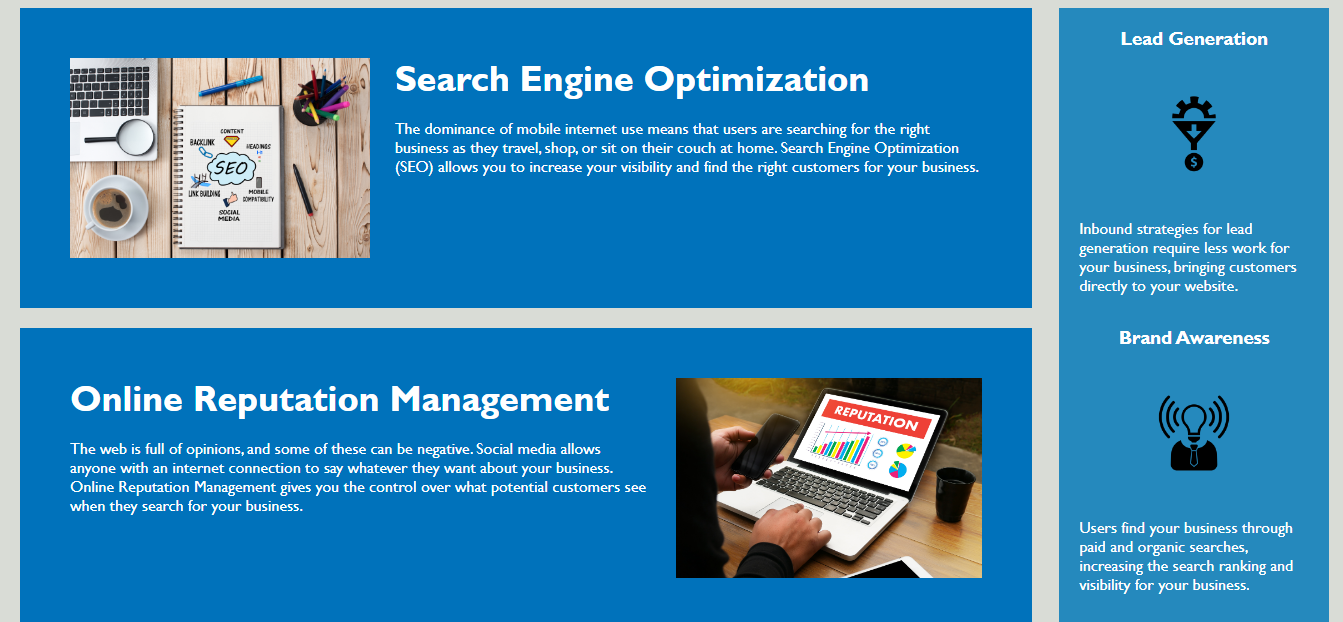 Search Engine Optimization
The dominance of mobile internet use means that users are searching for the right
business as they travel, shop, or sit on their couch at home. Search Engine Optimization
(SEO) allows you to increase your visibility and find the right customers for your business.
CONTENT
BACKLINK
HEADINGS
SEO
LINK BUILDING
MOBILE
COMPATIBILITY
SOCIAL
MEDIA
Online Reputation Management
The web is full of opinions, and some of these can be negative. Social media allows
anyone with an internet connection to say whatever they want about your business.
Online Reputation Management gives you the control over what potential customers see
when they search for your business.
REPUTATION
Lead Generation
$
Inbound strategies for lead
generation require less work for
your business, bringing customers
directly to your website.
Brand Awareness
Users find your business through
paid and organic searches,
increasing the search ranking and
visibility for your business.